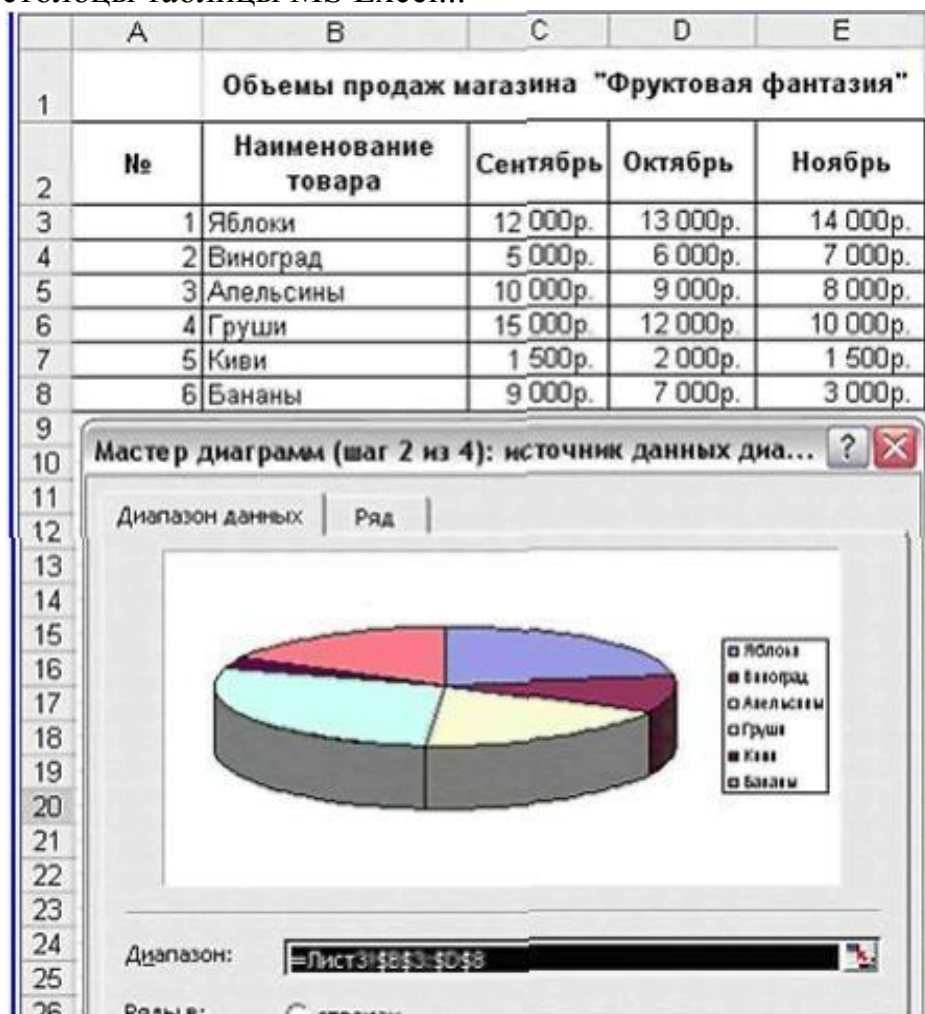 столбцы таблицы MS Excel...
A B C D E
1 Объемы продаж магазина "Фруктовая фантазия"
2 № Наименование товара Сентябрь Октябрь Ноябрь
3 1 Яблоки 12 000р. 13 000р. 14 000р.
4 2 Виноград 5 000р. 6 000р. 7 000р.
5 3 Апельсины 10 000р. 9 000р. 8 000р.
6 4 Груши 15 000р. 12 000р. 10 000р.
7 5 Киви 1 500р. 2 000р. 1 500р.
8 6 Бананы 9 000р. 7 000р. 3 000р.
9
10 Мастер диаграмм (шаг 2 из 4): источник данных диа... ?
11
12 Диапазон данных Ряд
13
14
15
16 Яблоки
Виноград
17 Апельсины
18 Груши
Киви
19 Бананы
20
21
22
23
24 Диапазон: =Лист3!$B$3:$D$8
25
26 Ряды в: строках